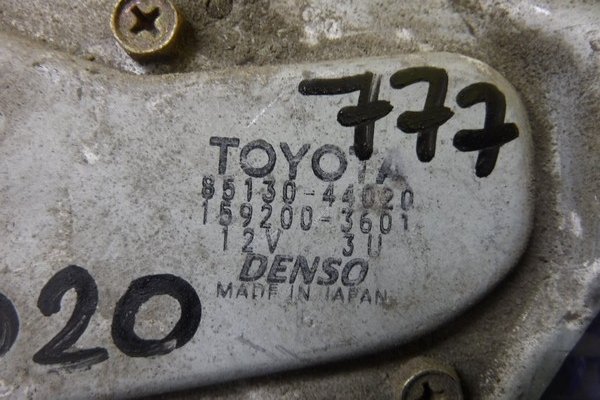 777
TOYOTA
85130-44020
159200-3601
12V 3U
DENSO
MADE IN JAPAN
020